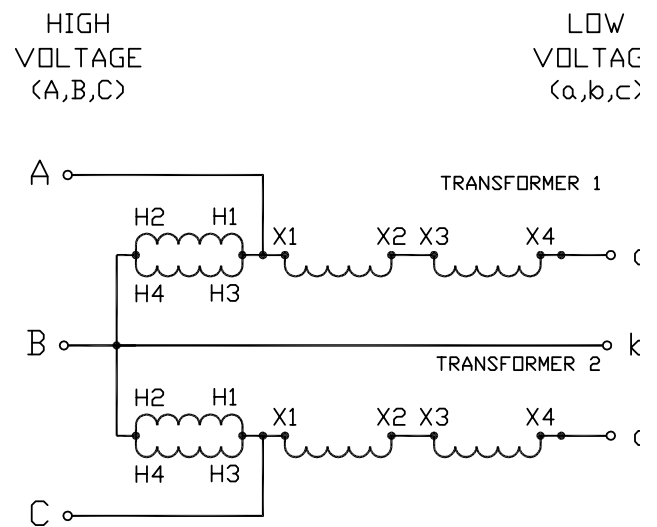 HIGH
VOLTAGE
(A,B,C)
LOW
VOLTAG
(a,b,c)
A
TRANSFORMER 1
H2 H1
X1 X2 X3 X4
H4 H3
B
TRANSFORMER 2
H2 H1
X1 X2 X3 X4
H4 H3
C